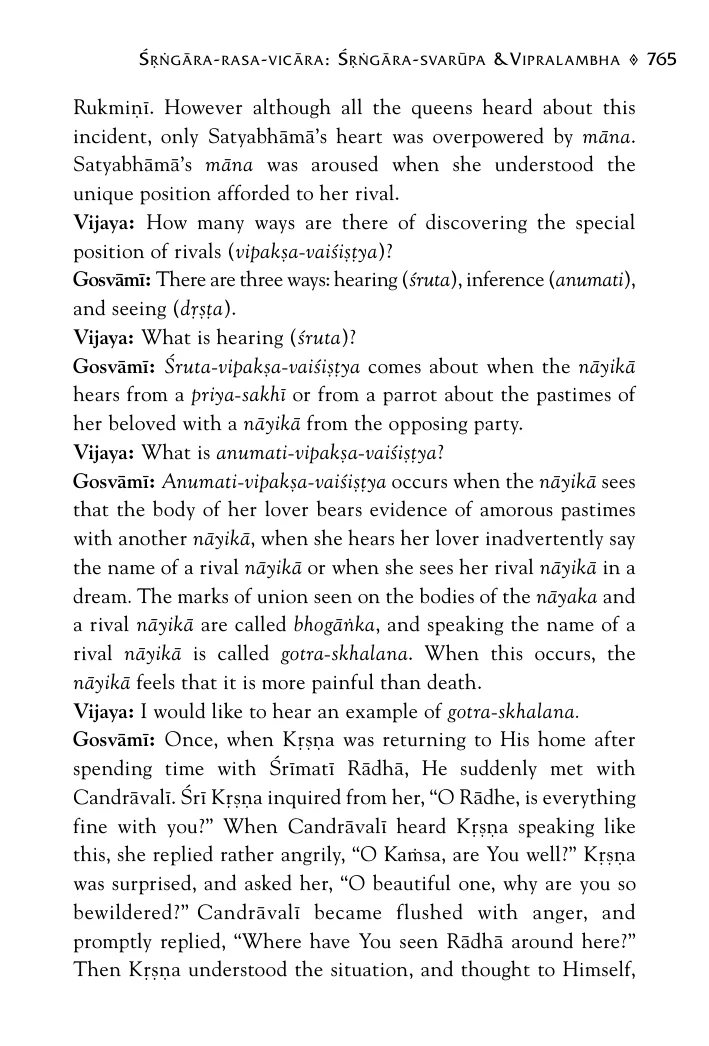 Śṛṅgāra-rasa-vicāra: Śṛṅgāra-svarūpa & Vipralambha ◈ 765
Rukmiṇī. However although all the queens heard about this
incident, only Satyabhāmā’s heart was overpowered by māna.
Satyabhāmā’s māna was aroused when she understood the
unique position afforded to her rival.
Vijaya: How many ways are there of discovering the special
position of rivals (vipakṣa-vaiśiṣṭya)?
Gosvāmī: There are three ways: hearing (śruta), inference (anumati),
and seeing (dṛṣṭa).
Vijaya: What is hearing (śruta)?
Gosvāmī: Śruta-vipakṣa-vaiśiṣṭya comes about when the nāyikā
hears from a priya-sakhī or from a parrot about the pastimes of
her beloved with a nāyikā from the opposing party.
Vijaya: What is anumati-vipakṣa-vaiśiṣṭya?
Gosvāmī: Anumati-vipakṣa-vaiśiṣṭya occurs when the nāyikā sees
that the body of her lover bears evidence of amorous pastimes
with another nāyikā, when she hears her lover inadvertently say
the name of a rival nāyikā or when she sees her rival nāyikā in a
dream. The marks of union seen on the bodies of the nāyaka and
a rival nāyikā are called bhogāṅka, and speaking the name of a
rival nāyikā is called gotra-skhalana. When this occurs, the
nāyikā feels that it is more painful than death.
Vijaya: I would like to hear an example of gotra-skhalana.
Gosvāmī: Once, when Kṛṣṇa was returning to His home after
spending time with Śrīmatī Rādhā, He suddenly met with
Candrāvalī. Śrī Kṛṣṇa inquired from her, “O Rādhe, is everything
fine with you?” When Candrāvalī heard Kṛṣṇa speaking like
this, she replied rather angrily, “O Kaṁsa, are You well?” Kṛṣṇa
was surprised, and asked her, “O beautiful one, why are you so
bewildered?” Candrāvalī became flushed with anger, and
promptly replied, “Where have You seen Rādhā around here?”
Then Kṛṣṇa understood the situation, and thought to Himself,